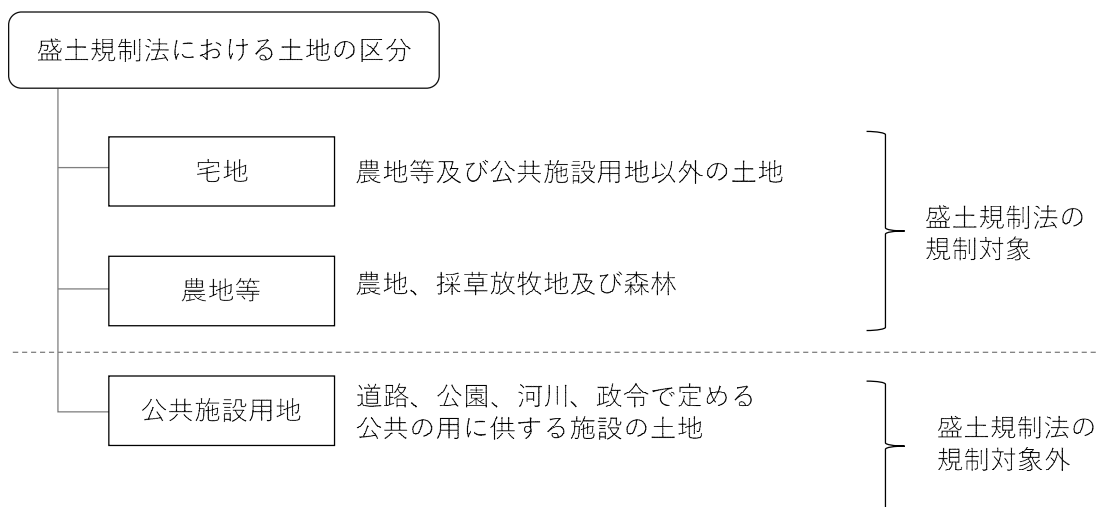 盛土規制法における土地の区分
宅地
農地等及び公共施設用地以外の土地
盛土規制法の
規制対象
農地等
農地、採草放牧地及び森林
公共施設用地
道路、公園、河川、政令で定める
公共の用に供する施設の土地
盛土規制法の
規制対象外